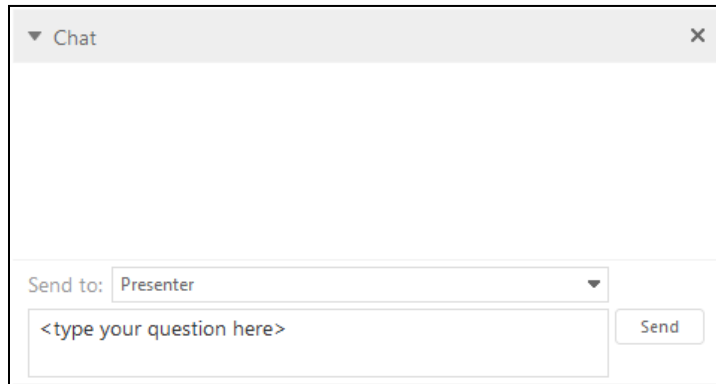 Chat
Send to: Presenter
<type your question here>
Send